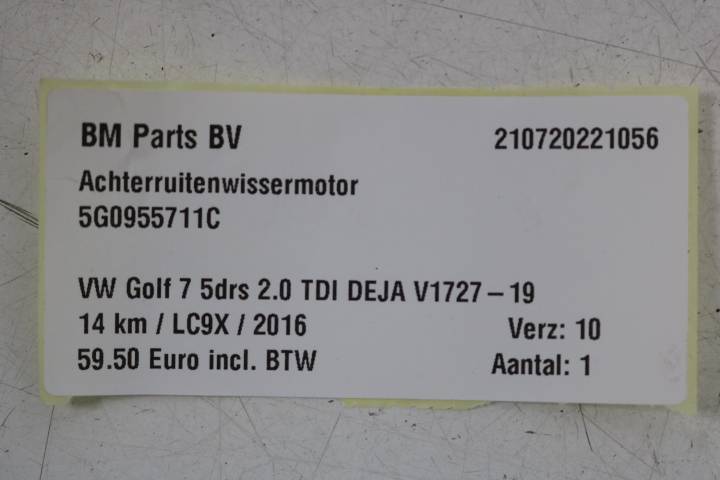 BM Parts BV 210720221056
Achterruitenwissermotor
5G0955711C
VW Golf 7 5drs 2.0 TDI DEJA V1727 – 19
14 km / LC9X / 2016 Verz: 10
59.50 Euro incl. BTW Aantal: 1